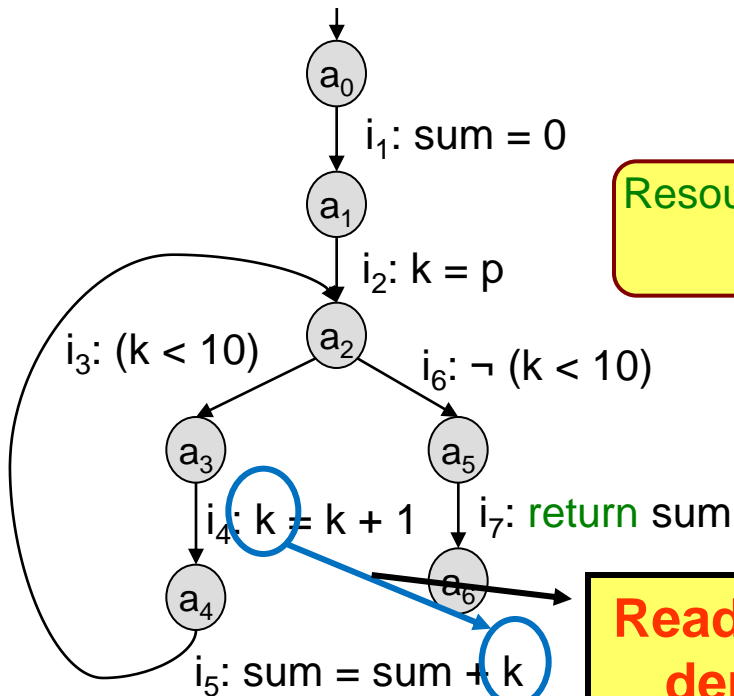 a₀
i₁: sum = 0
a₁
Resou
i₂: k = p
a₂
i₃: (k < 10)
i₆: ¬ (k < 10)
a₃
a₅
i₄: k = k + 1
i₇: return sum
a₄
a₆
Read
den
i₅: sum = sum + k